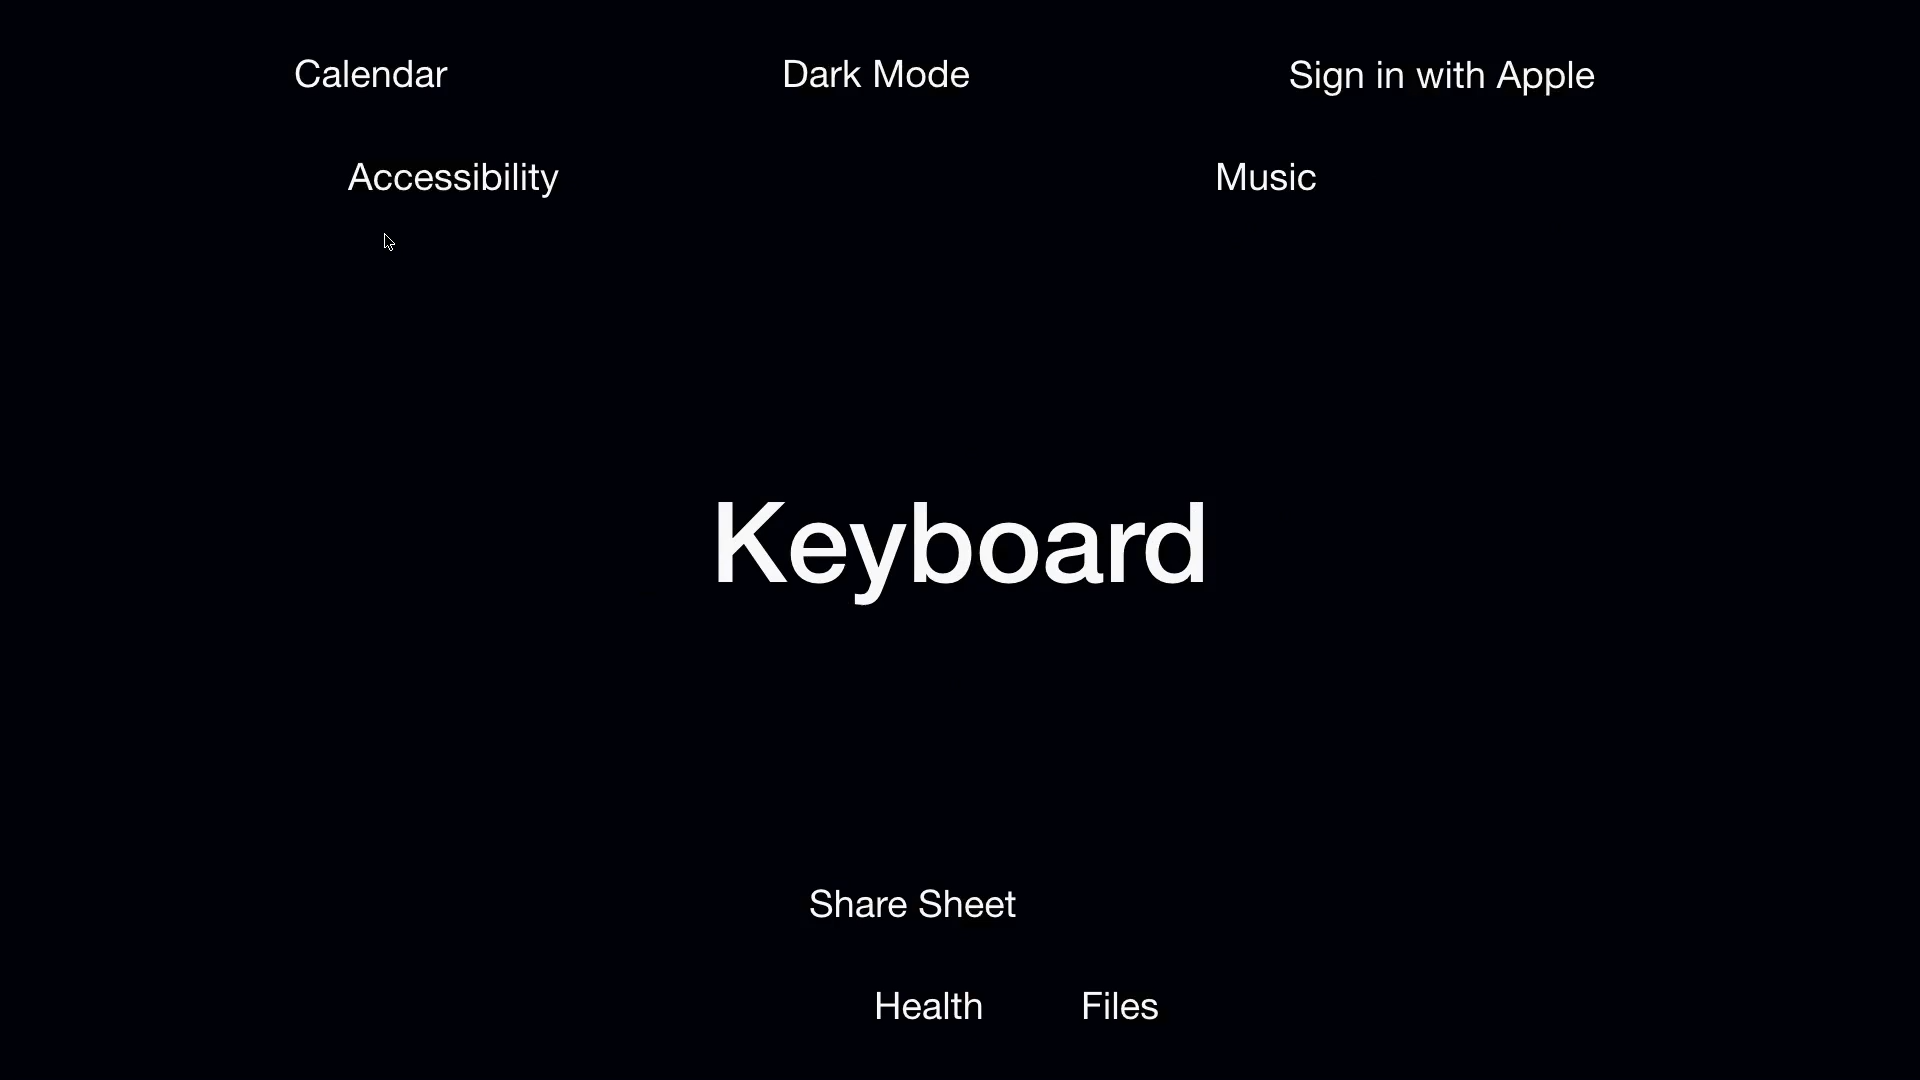 Calendar Dark Mode Sign in with Apple
Accessibility Music
Keyboard
Share Sheet
Health Files